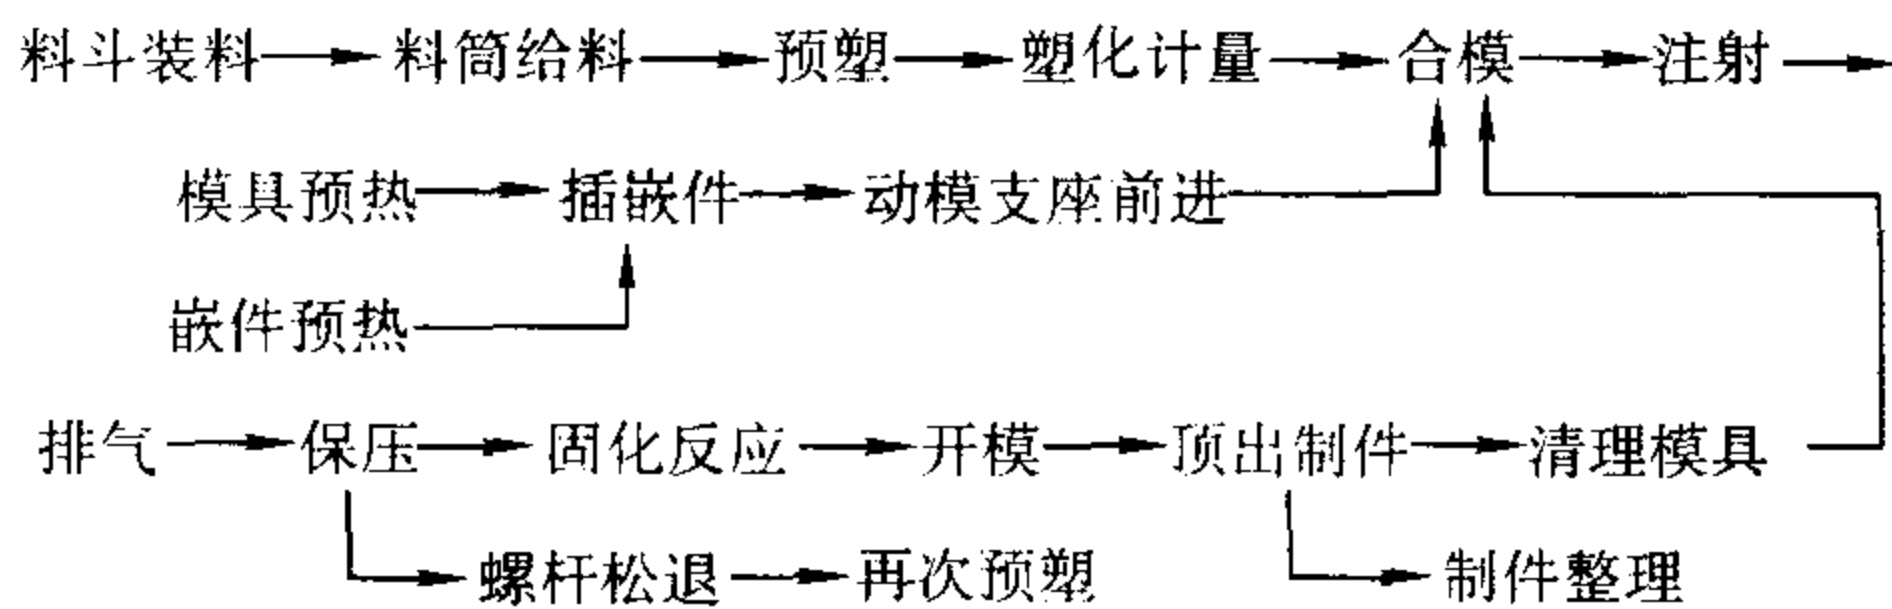 料斗装料 料筒给料 预塑 塑化计量 合模 注射
模具预热 插嵌件 动模支座前进
嵌件预热
排气 保压 固化反应 开模 顶出制件 清理模具
螺杆松退 再次预塑 制件整理